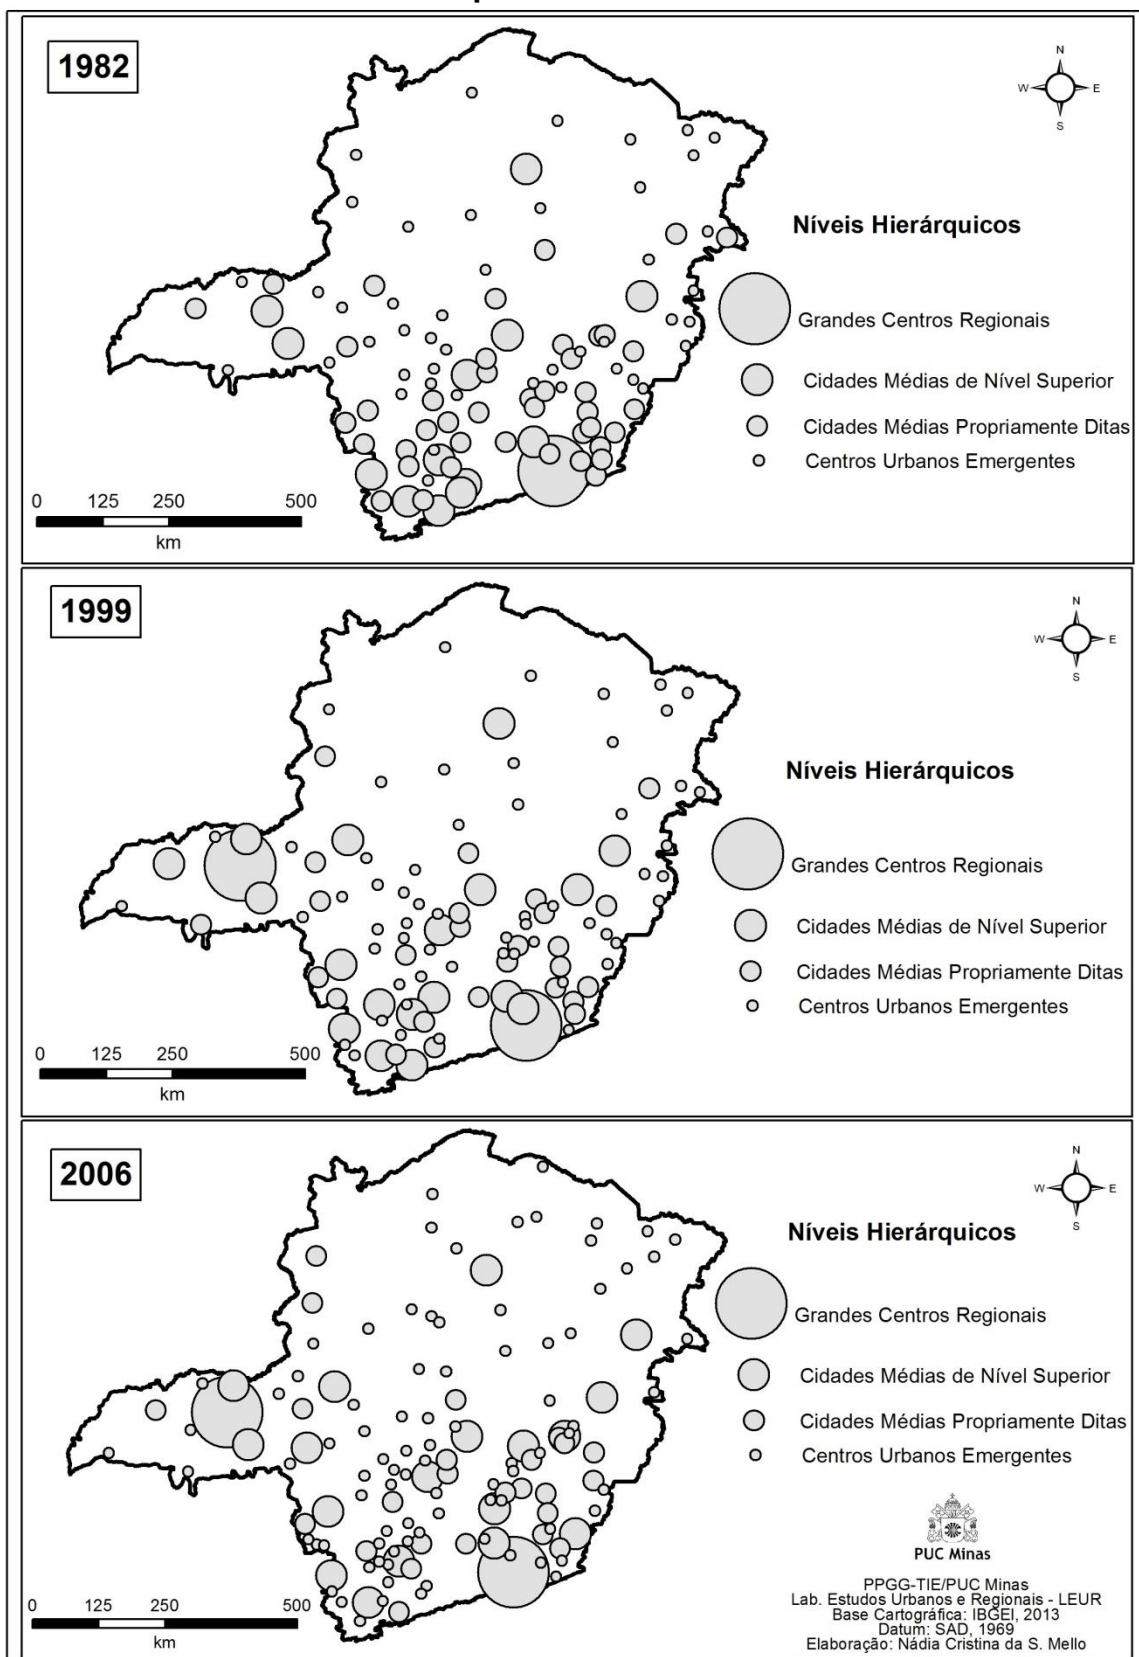 1982
N
W
E
S
Níveis Hierárquicos
Grandes Centros Regionais
Cidades Médias de Nível Superior
Cidades Médias Propriamente Ditas
Centros Urbanos Emergentes
0 125 250 500
km
1999
N
W
E
S
Níveis Hierárquicos
Grandes Centros Regionais
Cidades Médias de Nível Superior
Cidades Médias Propriamente Ditas
Centros Urbanos Emergentes
0 125 250 500
km
2006
N
W
E
S
Níveis Hierárquicos
Grandes Centros Regionais
Cidades Médias de Nível Superior
Cidades Médias Propriamente Ditas
Centros Urbanos Emergentes
0 125 250 500
km
PUC Minas
PPGG-TIE/PUC Minas
Lab. Estudos Urbanos e Regionais - LEUR
Base Cartográfica: IBGEI, 2013
Datum: SAD, 1969
Elaboração: Nádia Cristina da S. Mello